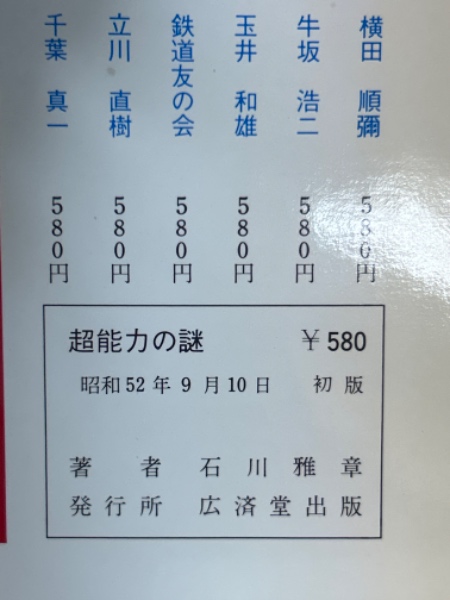 横田 順彌 580円
牛坂 浩二 580円
玉井 和雄 580円
鉄道友の会 580円
立川 直樹 580円
千葉 真一 580円
超能力の謎 ￥580
昭和52年9月10日 初版
著者 石川雅章
発行所 広済堂出版